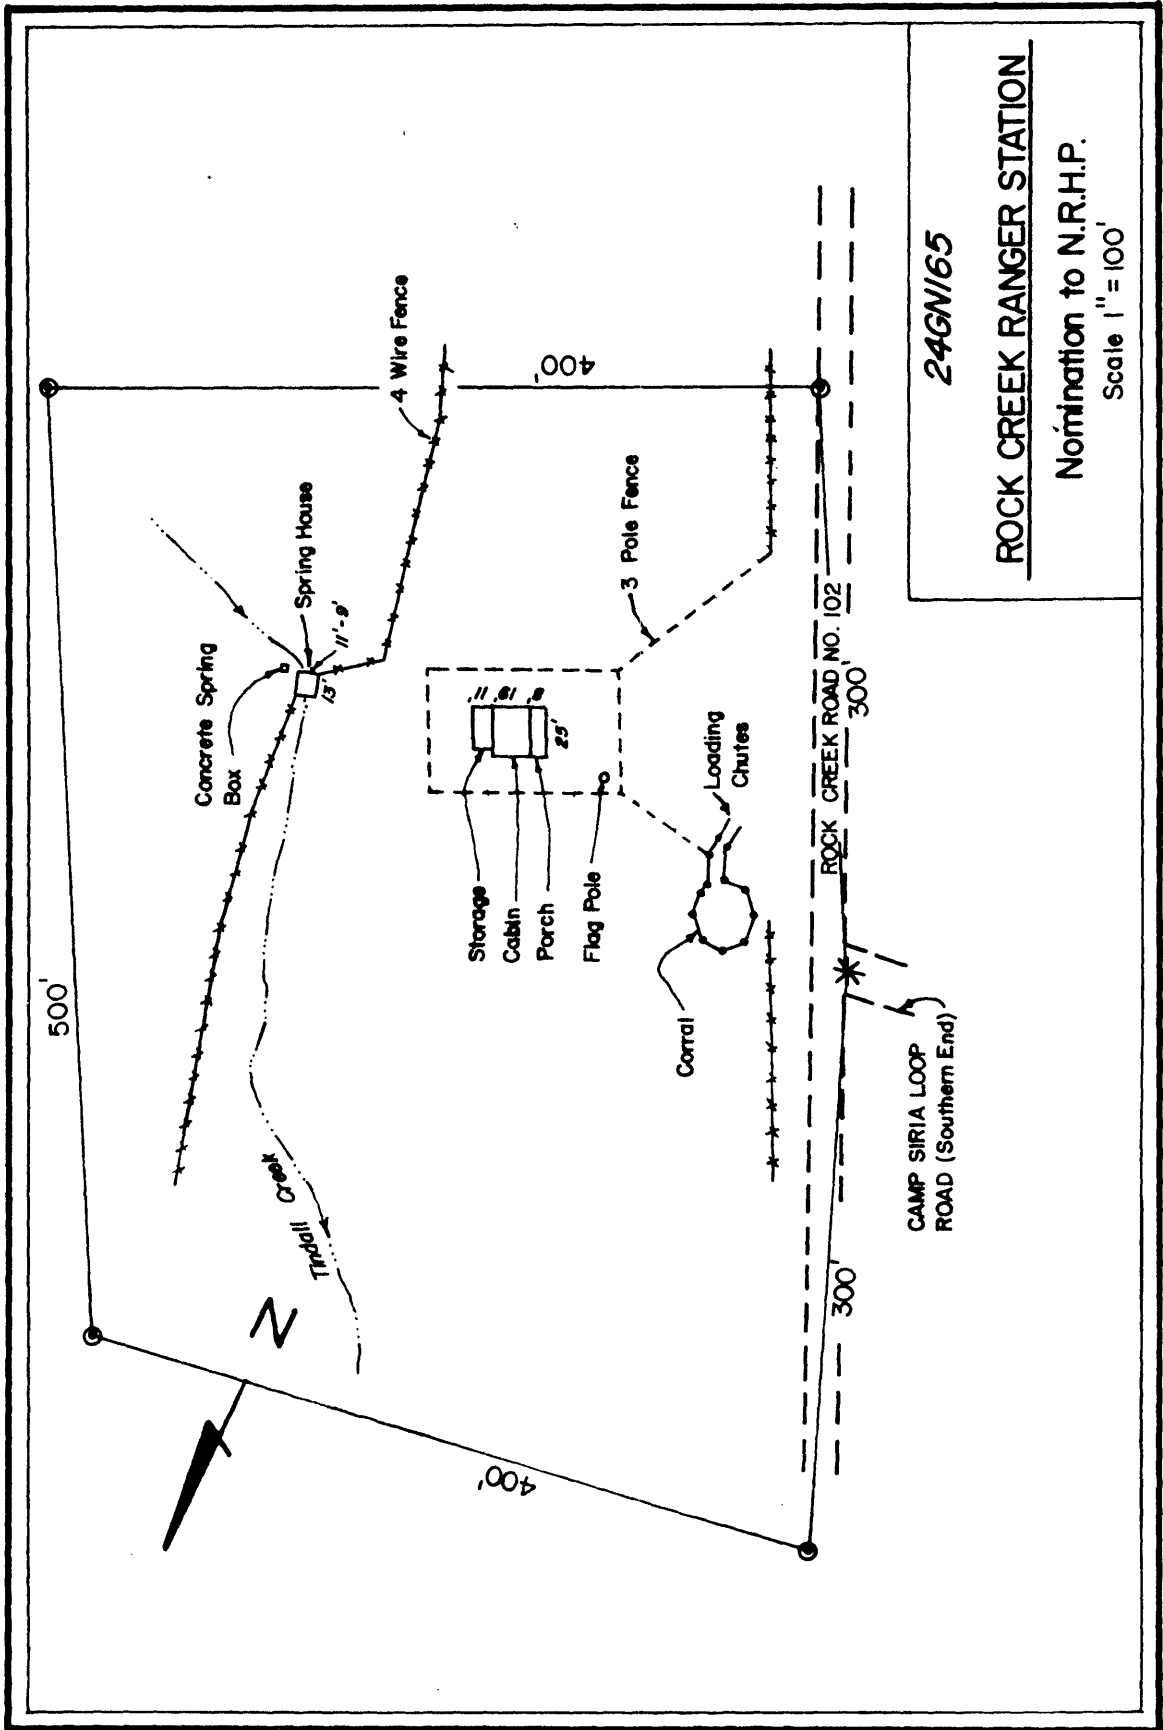 500'
Concrete Spring
Box
Spring House
11'-9'
13'
4 Wire Fence
400'
Tindall Creek
N
400'
Storage
Cabin
Porch
Flag Pole
11'
19'
8'
25'
3 Pole Fence
Corral
Loading
Chutes
ROCK CREEK ROAD NO. 102
300'
300'
CAMP SIRIA LOOP
ROAD (Southern End)
24GN165
ROCK CREEK RANGER STATION
Nomination to N.R.H.P.
Scale 1" = 100'